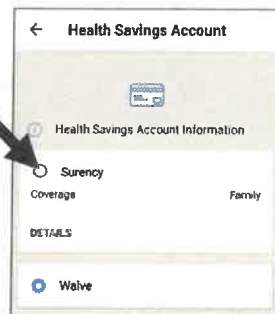 ← Health Savings Account
Health Savings Account Information
Surency
Coverage Family
DETAILS
Waive